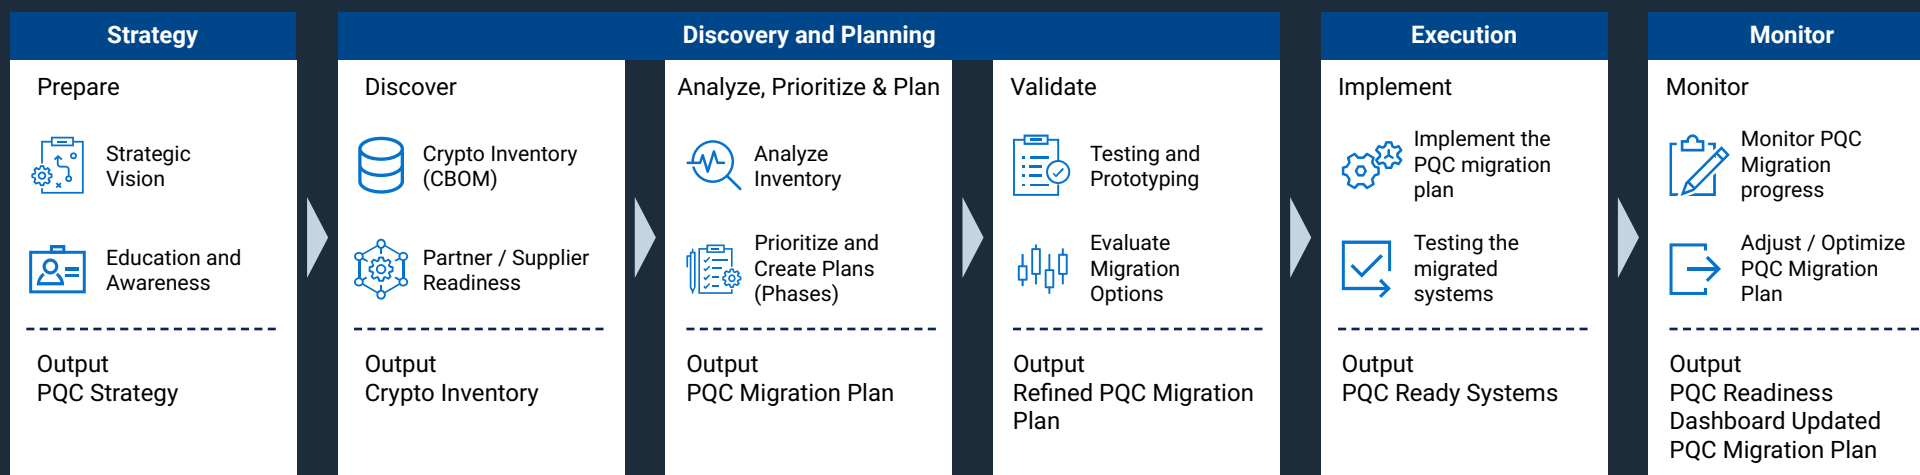 Strategy
Prepare
Strategic
Vision
Education and
Awareness
Output
PQC Strategy
Discovery and Planning
Discover
Crypto Inventory
(CBOM)
Partner / Supplier
Readiness
Output
Crypto Inventory
Analyze, Prioritize & Plan
Analyze
Inventory
Prioritize and
Create Plans
(Phases)
Output
PQC Migration Plan
Validate
Testing and
Prototyping
Evaluate
Migration
Options
Output
Refined PQC Migration
Plan
Execution
Implement
Implement the
PQC migration
plan
Testing the
migrated
systems
Output
PQC Ready Systems
Monitor
Monitor
Monitor PQC
Migration
progress
Adjust / Optimize
PQC Migration
Plan
Output
PQC Readiness
Dashboard Updated
PQC Migration Plan